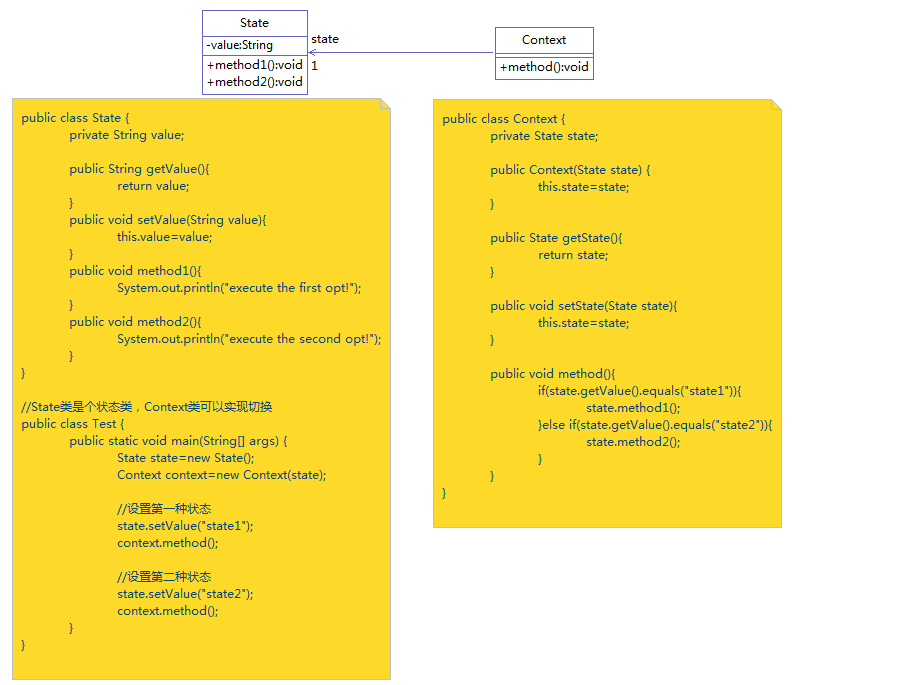 State
-value:String
+method1():void
+method2():void
state
1
Context
+method():void
public class State {
private String value;
public String getValue(){
return value;
}
public void setValue(String value){
this.value=value;
}
public void method1(){
System.out.println("execute the first opt!");
}
public void method2(){
System.out.println("execute the second opt!");
}
}
//State类是个状态类，Context类可以实现切换
public class Test {
public static void main(String[] args) {
State state=new State();
Context context=new Context(state);
//设置第一种状态
state.setValue("state1");
context.method();
//设置第二种状态
state.setValue("state2");
context.method();
}
}
public class Context {
private State state;
public Context(State state) {
this.state=state;
}
public State getState(){
return state;
}
public void setState(State state){
this.state=state;
}
public void method(){
if(state.getValue().equals("state1")){
state.method1();
}else if(state.getValue().equals("state2")){
state.method2();
}
}
}